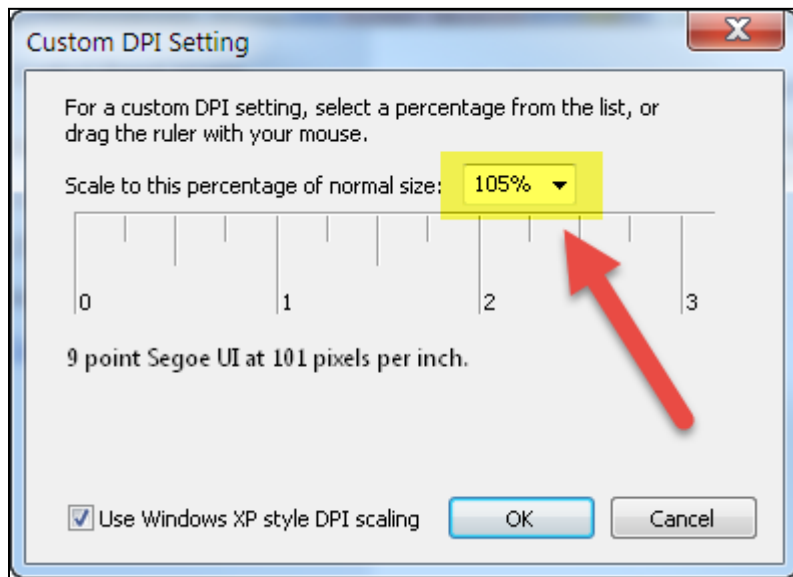 Custom DPI Setting
X
For a custom DPI setting, select a percentage from the list, or
drag the ruler with your mouse.
Scale to this percentage of normal size: 105%
0 1 2 3
9 point Segoe UI at 101 pixels per inch.
Use Windows XP style DPI scaling OK Cancel